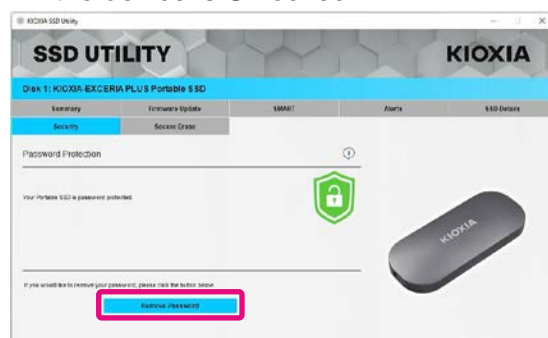 KIOXIA SSD Utility
SSD UTILITY
KIOXIA
Disk 1: KIOXIA-EXCERIA PLUS Portable SSD
Summary
Firmware Update
SMART
Alerts
SSD Details
Security
Secure Erase
Password Protection
Your Portable SSD is password protected.
KIOXIA
If you would like to remove your password, please click the button below.
Remove Password